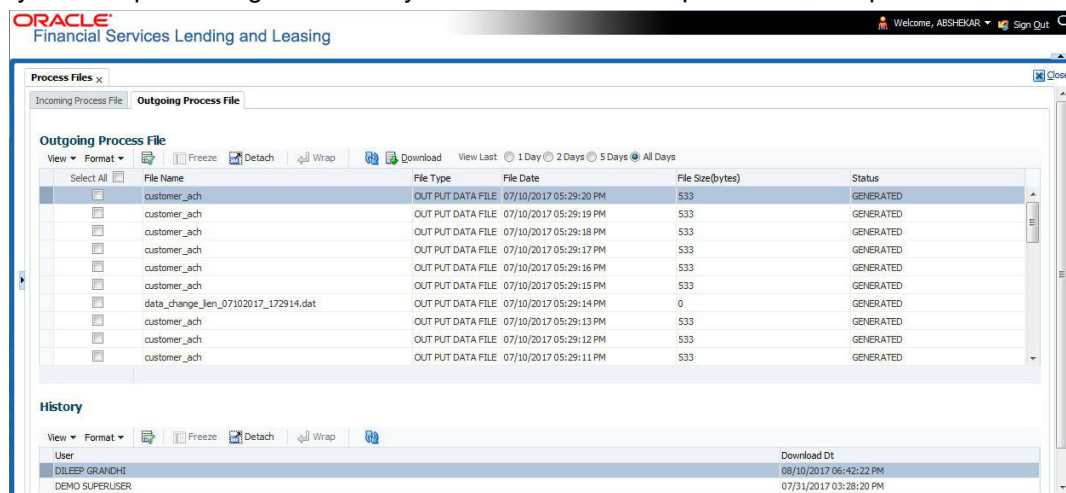 ORACLE
Financial Services Lending and Leasing
Welcome, ABSHEKAR Sign Out
Process Files x
Close
Incoming Process File Outgoing Process File
Outgoing Process File
View Format Freeze Detach Wrap Download View Last 1 Day 2 Days 5 Days All Days
Select All File Name File Type File Date File Size(bytes) Status
customer_ach OUT PUT DATA FILE 07/10/2017 05:29:20 PM 533 GENERATED
customer_ach OUT PUT DATA FILE 07/10/2017 05:29:19 PM 533 GENERATED
customer_ach OUT PUT DATA FILE 07/10/2017 05:29:18 PM 533 GENERATED
customer_ach OUT PUT DATA FILE 07/10/2017 05:29:17 PM 533 GENERATED
customer_ach OUT PUT DATA FILE 07/10/2017 05:29:16 PM 533 GENERATED
customer_ach OUT PUT DATA FILE 07/10/2017 05:29:15 PM 533 GENERATED
data_change_lien_07102017_172914.dat OUT PUT DATA FILE 07/10/2017 05:29:14 PM 0 GENERATED
customer_ach OUT PUT DATA FILE 07/10/2017 05:29:13 PM 533 GENERATED
customer_ach OUT PUT DATA FILE 07/10/2017 05:29:12 PM 533 GENERATED
customer_ach OUT PUT DATA FILE 07/10/2017 05:29:11 PM 533 GENERATED
History
View Format Freeze Detach Wrap
User Download Dt
DILEEP GRANDHI 08/10/2017 06:42:22 PM
DEMO SUPERUSER 07/31/2017 03:28:20 PM